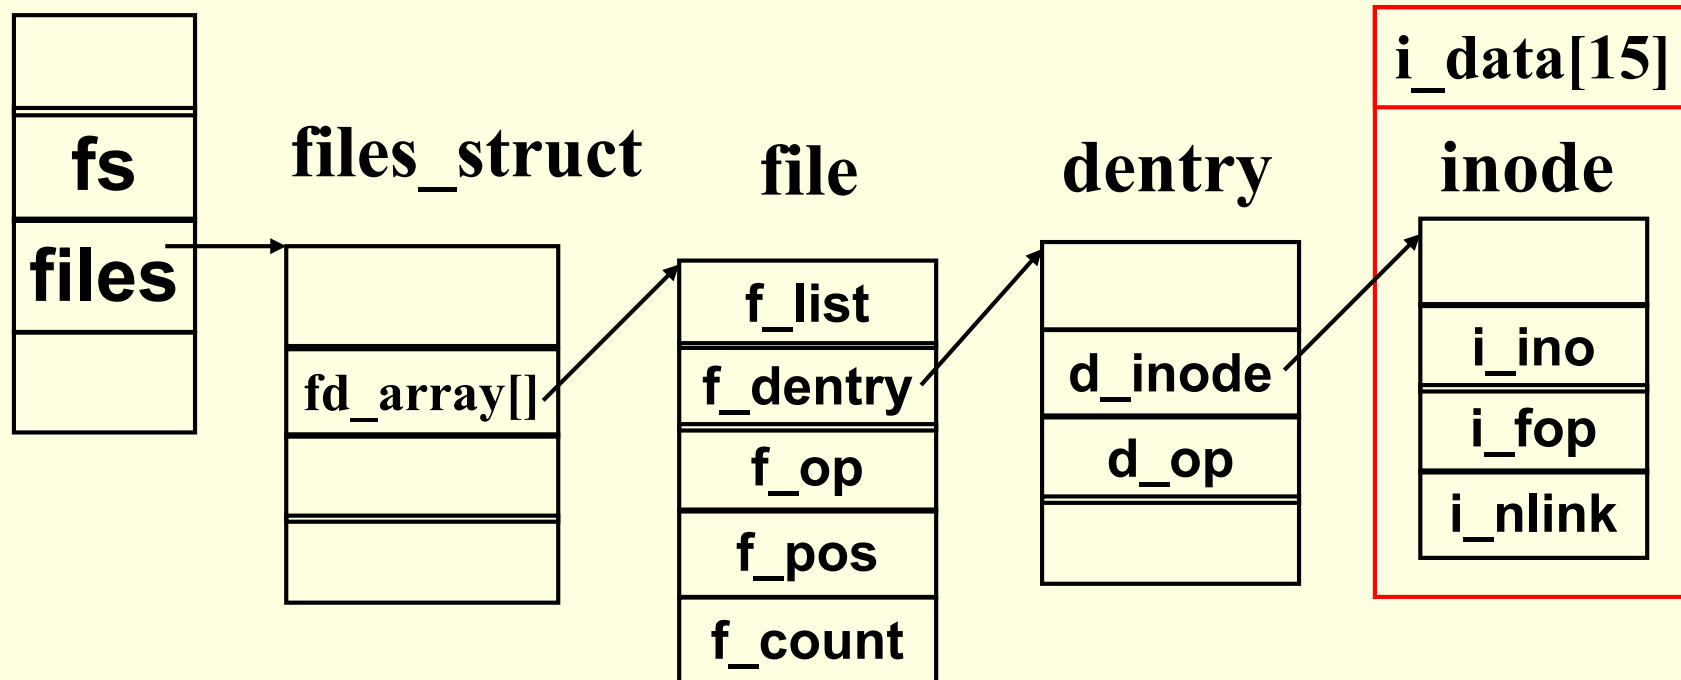 fs
files
files_struct
fd_array[]
file
f_list
f_dentry
f_op
f_pos
f_count
dentry
d_inode
d_op
i_data[15]
inode
i_ino
i_fop
i_nlink